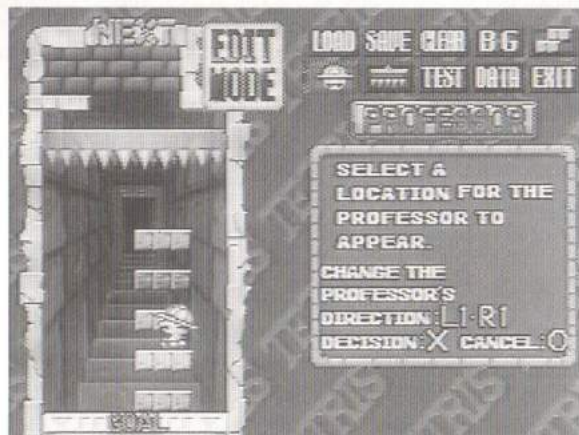 NEXT
EDIT
MODE
LOAD SAVE CLEAR BG
TEST DATA EXIT
PROFESSOR
SELECT A
LOCATION FOR THE
PROFESSOR TO
APPEAR.
CHANGE THE
PROFESSOR'S
DIRECTION:L1·R1
DECISION:X CANCEL:O
GOAL
TETRIS